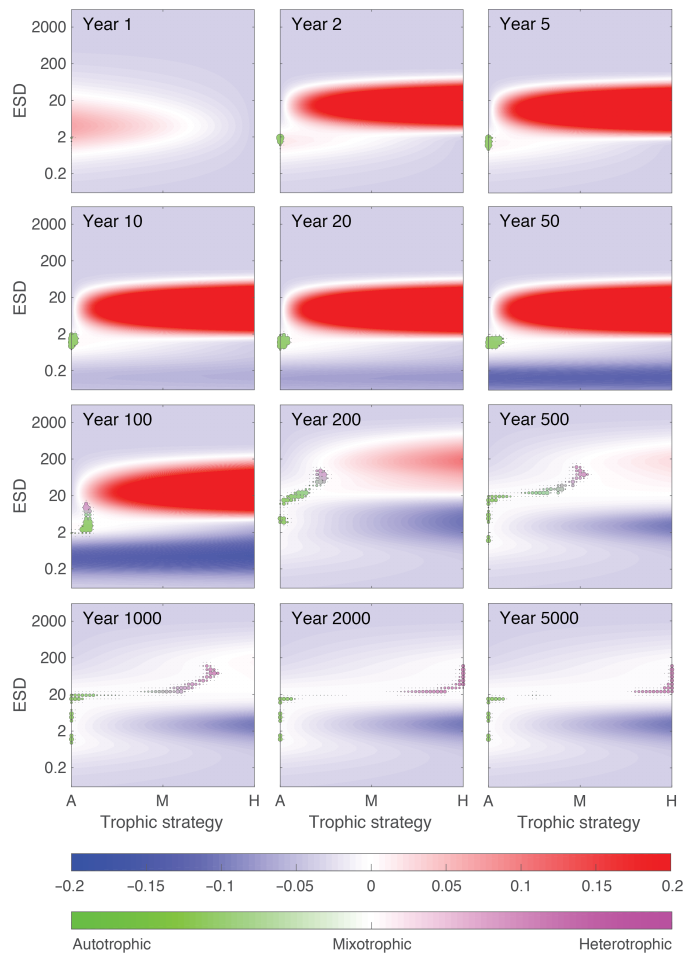 Year 1 Year 2 Year 5
ESD
2000
200
20
2
0.2
Year 10 Year 20 Year 50
ESD
2000
200
20
2
0.2
Year 100 Year 200 Year 500
ESD
2000
200
20
2
0.2
Year 1000 Year 2000 Year 5000
ESD
2000
200
20
2
0.2
A M H A M H A M H
Trophic strategy Trophic strategy Trophic strategy
−0.2 −0.15 −0.1 −0.05 0 0.05 0.1 0.15 0.2
Autotrophic Mixotrophic Heterotrophic